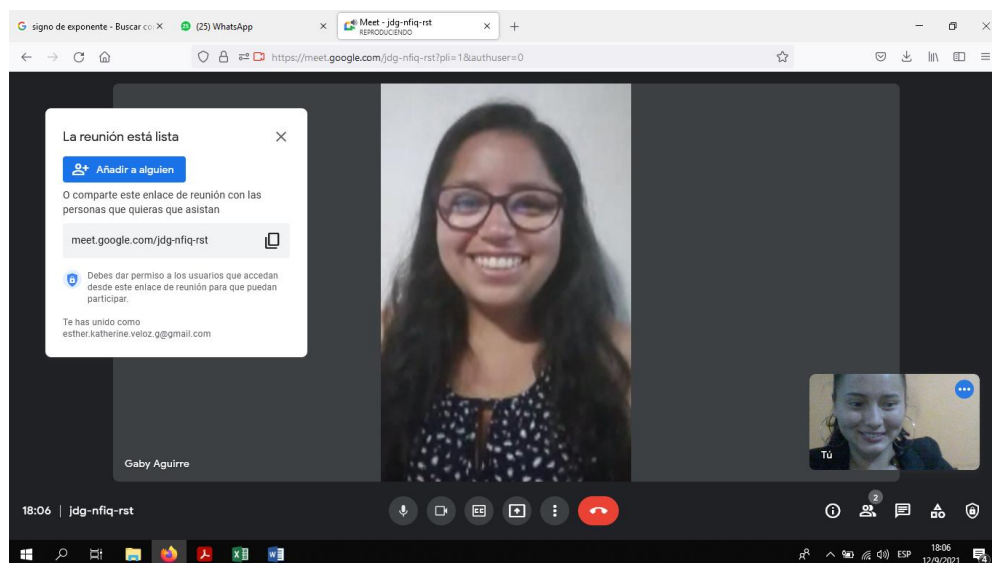 signo de exponente - Buscar co
(25) WhatsApp
Meet - jdg-nfiq-rst
REPRODUCIENDO
https://meet.google.com/jdg-nfiq-rst?pli=1&authuser=0
La reunión está lista
Añadir a alguien
O comparte este enlace de reunión con las
personas que quieras que
asistan
meet.google.com/jdg-nfiq-rst
Debes dar permiso a los usuarios que accedan
desde este enlace de reunión para que puedan
participar.
Te has unido como
esther.katherine.veloz.g@gmail.com
Gaby Aguirre
Tú
18:06 | jdg-nfiq-rst
CC
2
ESP
18:06
12/9/2021
4